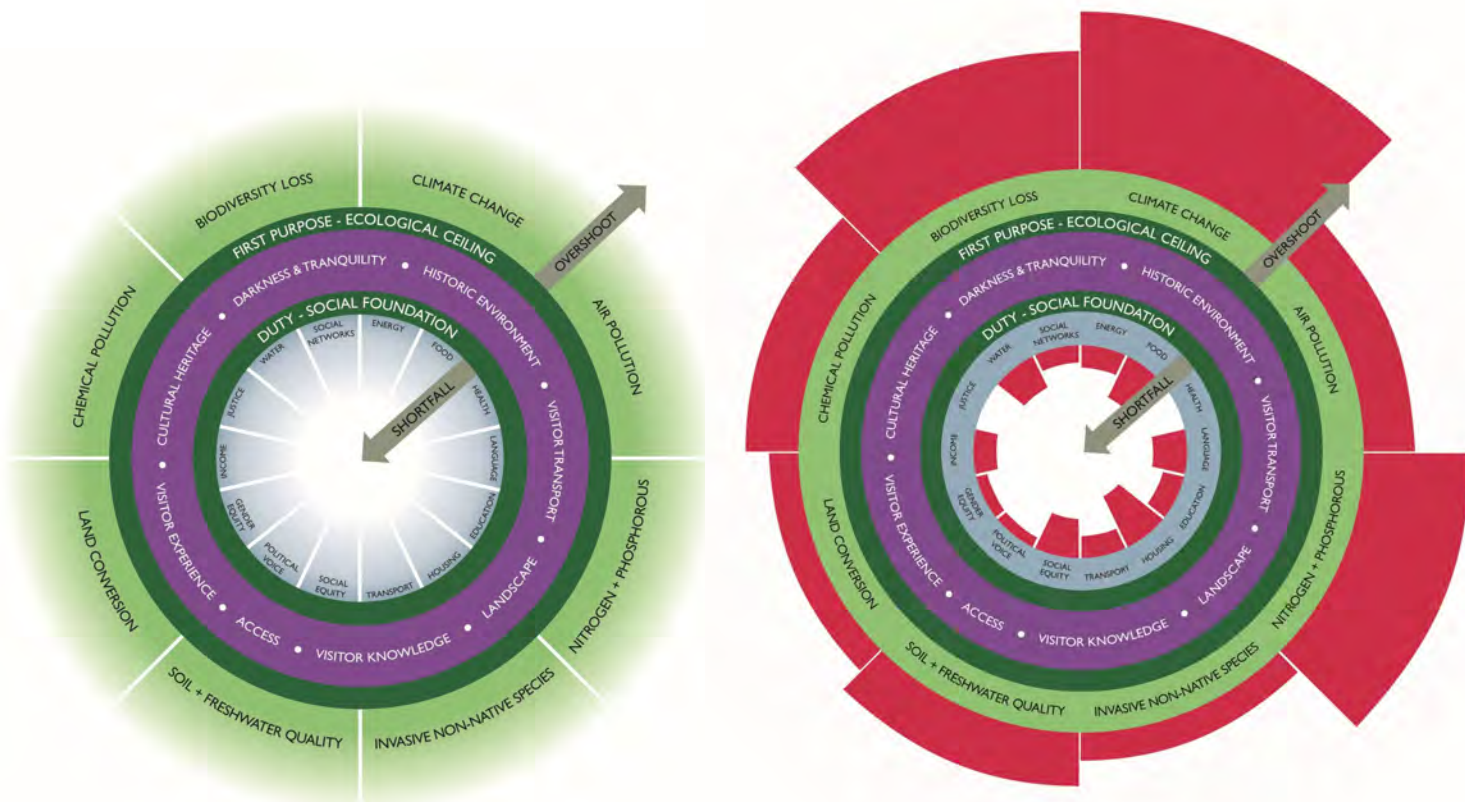 BIODIVERSITY LOSS
CLIMATE CHANGE
AIR POLLUTION
NITROGEN + PHOSPHOROUS
INVASIVE NON-NATIVE SPECIES
SOIL + FRESHWATER QUALITY
LAND CONVERSION
CHEMICAL POLLUTION
OVERSHOOT
FIRST PURPOSE - ECOLOGICAL CEILING
DARKNESS & TRANQUILITY
HISTORIC ENVIRONMENT
VISITOR TRANSPORT
LANDSCAPE
VISITOR KNOWLEDGE
ACCESS
VISITOR EXPERIENCE
CULTURAL HERITAGE
DUTY - SOCIAL FOUNDATION
SHORTFALL
WATER
SOCIAL
NETWORKS
ENERGY
FOOD
HEALTH
LANGUAGE
EDUCATION
HOUSING
TRANSPORT
SOCIAL
EQUITY
POLITICAL
VOICE
GENDER
EQUITY
INCOME
JUSTICE
BIODIVERSITY LOSS
CLIMATE CHANGE
AIR POLLUTION
NITROGEN + PHOSPHOROUS
INVASIVE NON-NATIVE SPECIES
SOIL + FRESHWATER QUALITY
LAND CONVERSION
CHEMICAL POLLUTION
OVERSHOOT
FIRST PURPOSE - ECOLOGICAL CEILING
DARKNESS & TRANQUILITY
HISTORIC ENVIRONMENT
VISITOR TRANSPORT
LANDSCAPE
VISITOR KNOWLEDGE
ACCESS
VISITOR EXPERIENCE
CULTURAL HERITAGE
DUTY - SOCIAL FOUNDATION
SHORTFALL
WATER
SOCIAL
NETWORKS
ENERGY
FOOD
HEALTH
LANGUAGE
EDUCATION
HOUSING
TRANSPORT
SOCIAL
EQUITY
POLITICAL
VOICE
GENDER
EQUITY
INCOME
JUSTICE